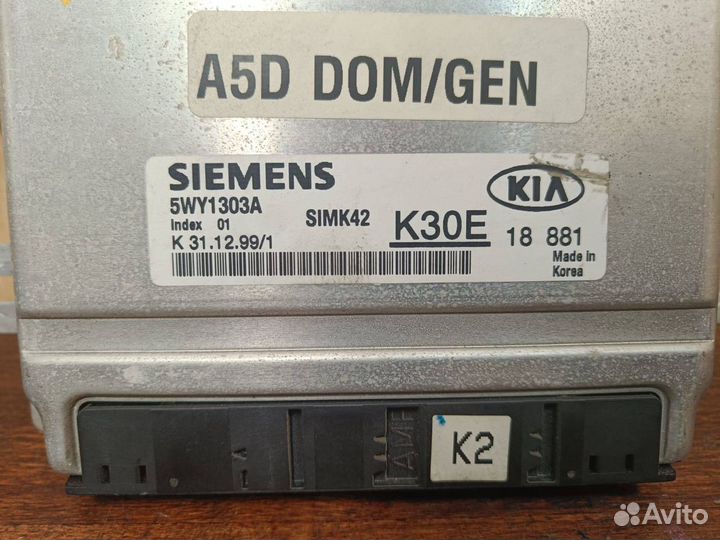 A5D DOM/GEN
SIEMENS
KIA
5WY1303A
Index 01
SIMK42
K30E
18 881
K 31.12.99/1
Made in
Korea
AMP
K2
Avito